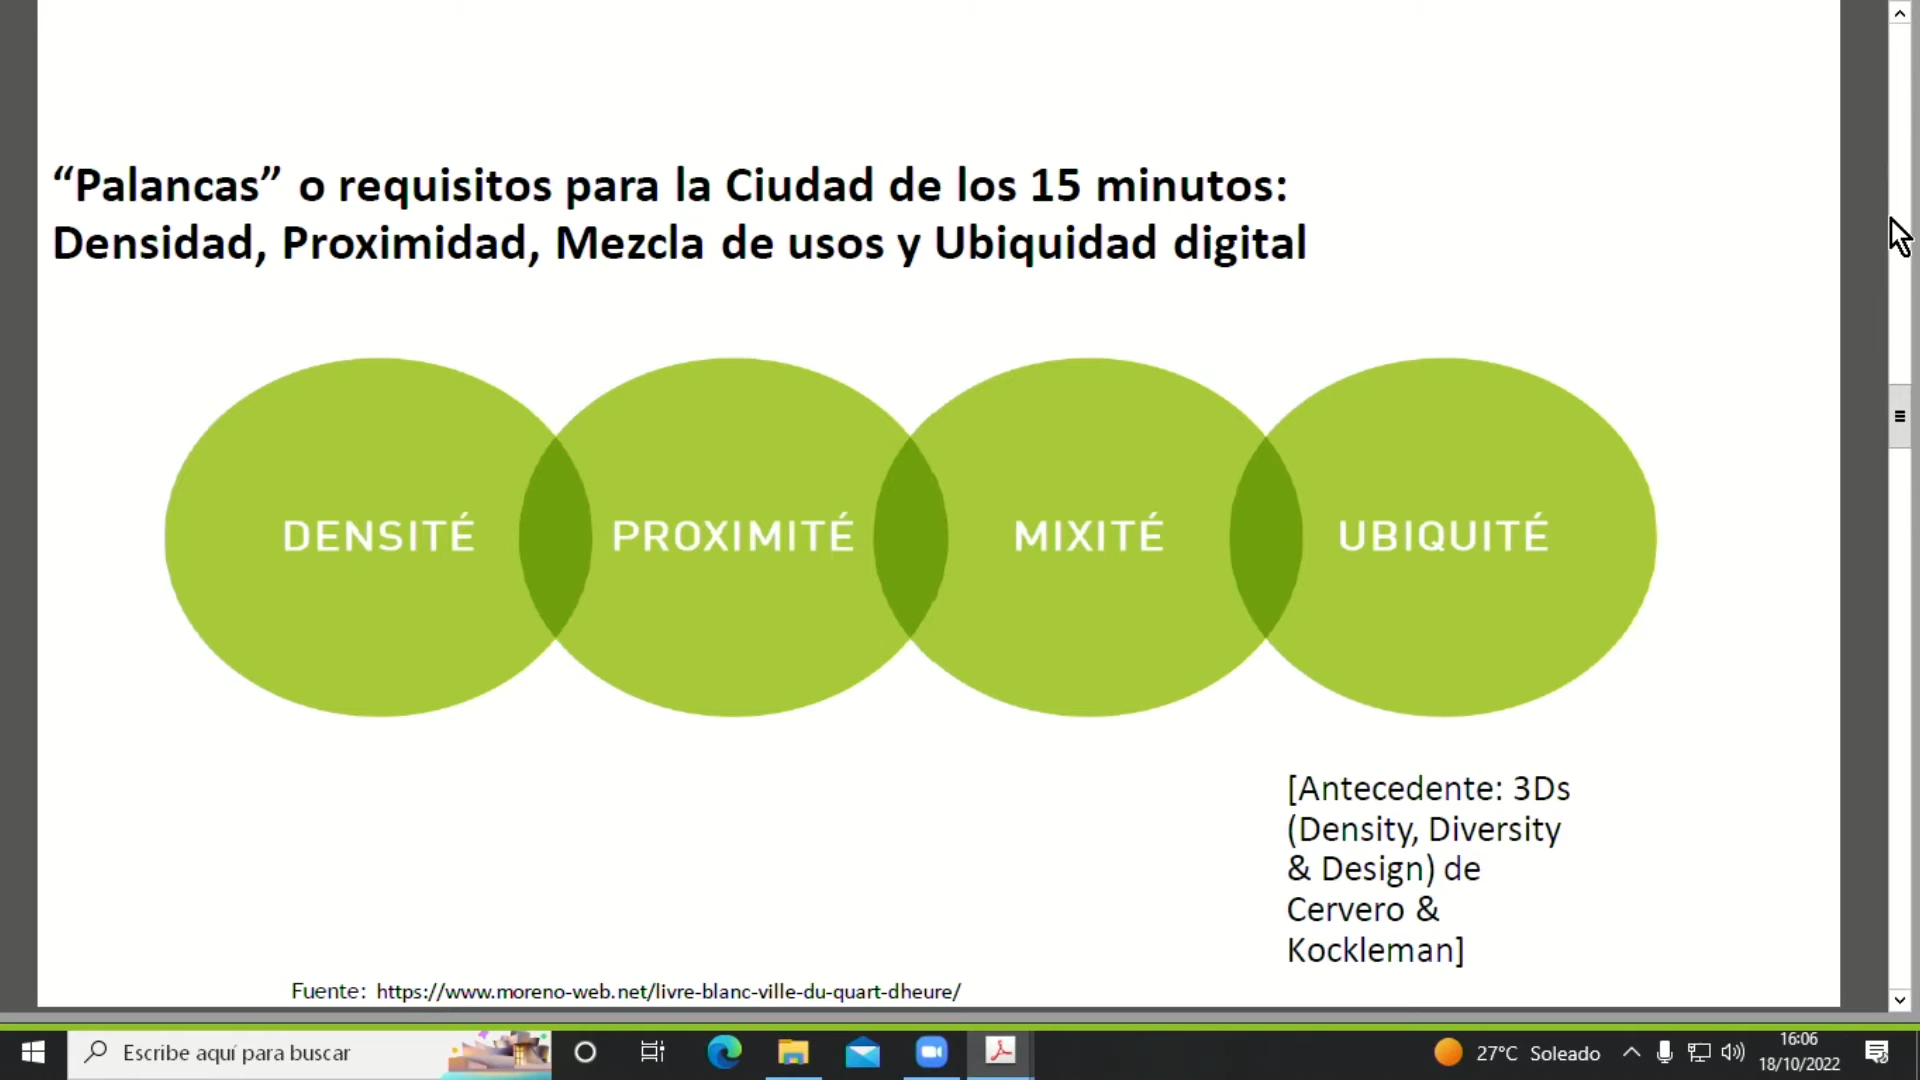 “Palancas” o requisitos para la Ciudad de los 15 minutos:
Densidad, Proximidad, Mezcla de usos y Ubiquidad digital
DENSITÉ
PROXIMITÉ
MIXITÉ
UBIQUITÉ
[Antecedente: 3Ds
(Density, Diversity
& Design) de
Cervero &
Kockleman]
Fuente: https://www.moreno-web.net/livre-blanc-ville-du-quart-dheure/
Escribe aquí para buscar
27°C Soleado
16:06
18/10/2022